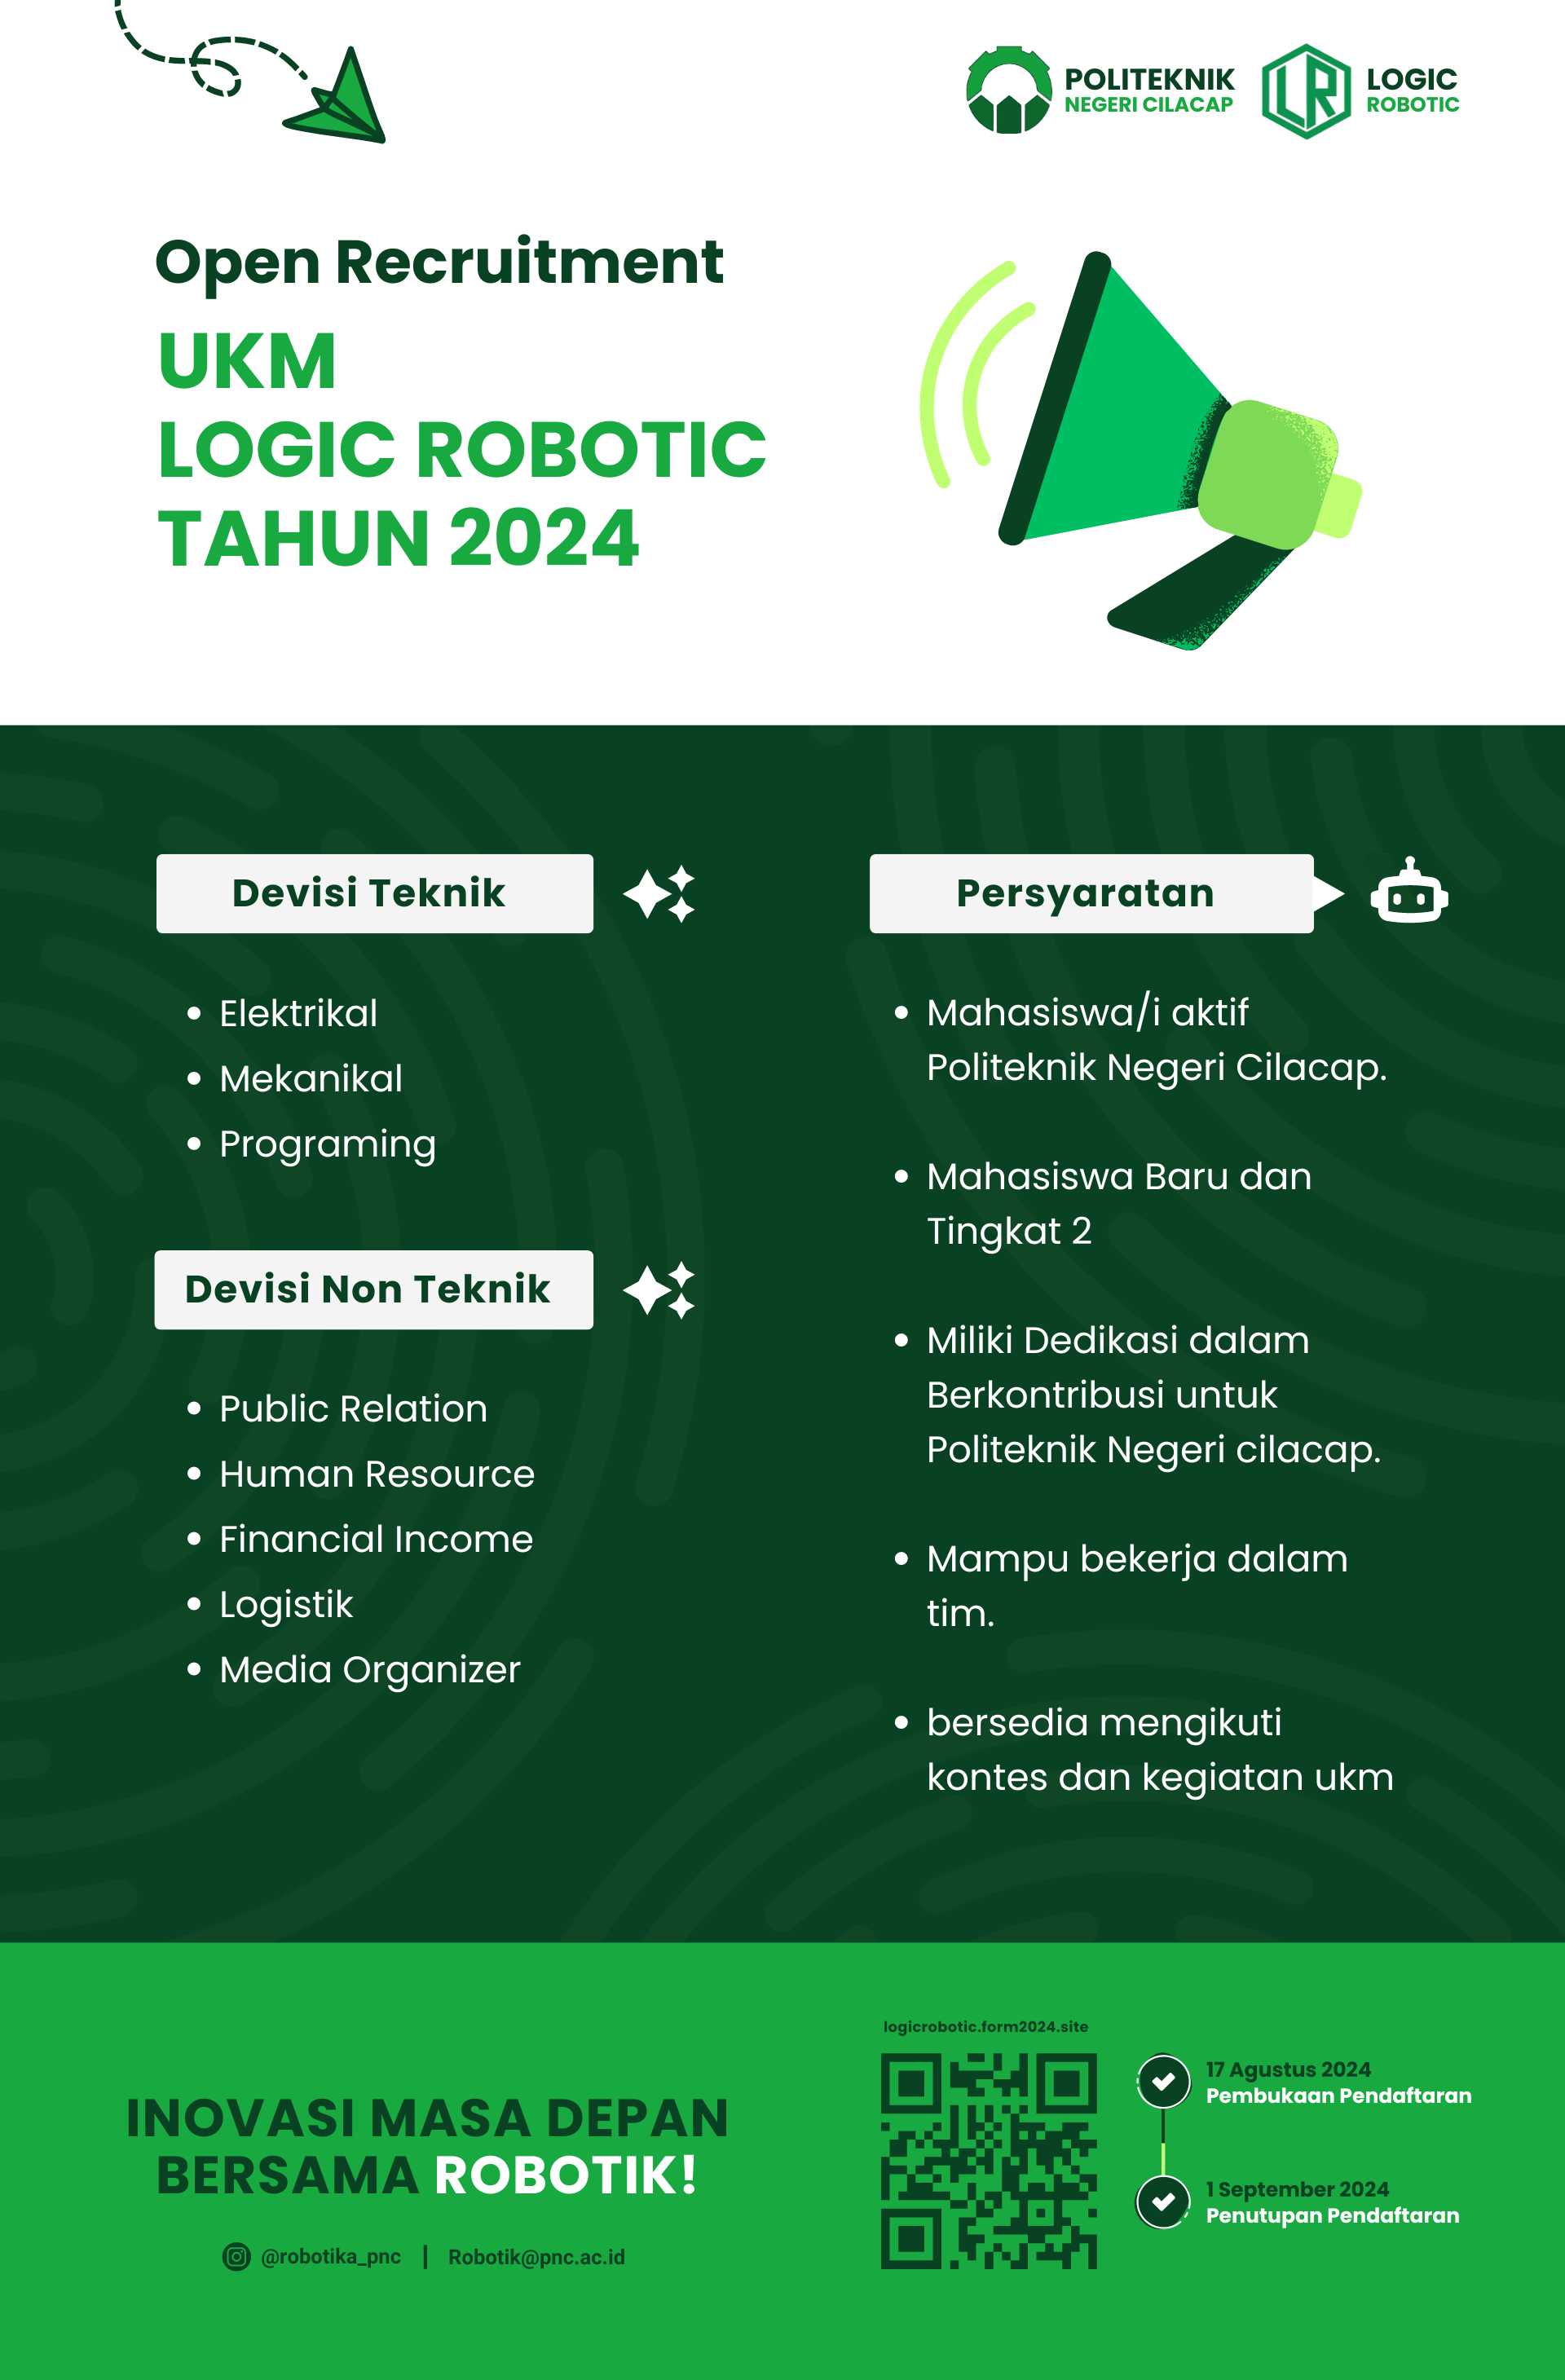 POLITEKNIK
NEGERI CILACAP
LOGIC
ROBOTIC
Open Recruitment
UKM
LOGIC ROBOTIC
TAHUN 2024
Devisi Teknik
Elektrikal
Mekanikal
Programing
Devisi Non Teknik
Public Relation
Human Resource
Financial Income
Logistik
Media Organizer
Persyaratan
Mahasiswa/i aktif
Politeknik Negeri Cilacap.
Mahasiswa Baru dan
Tingkat 2
Miliki Dedikasi dalam
Berkontribusi untuk
Politeknik Negeri cilacap.
Mampu bekerja dalam
tim.
bersedia mengikuti
kontes dan kegiatan ukm
INOVASI MASA DEPAN
BERSAMA ROBOTIK!
@robotika_pnc | Robotik@pnc.ac.id
logicrobotic.form2024.site
17 Agustus 2024
Pembukaan Pendaftaran
1 September 2024
Penutupan Pendaftaran